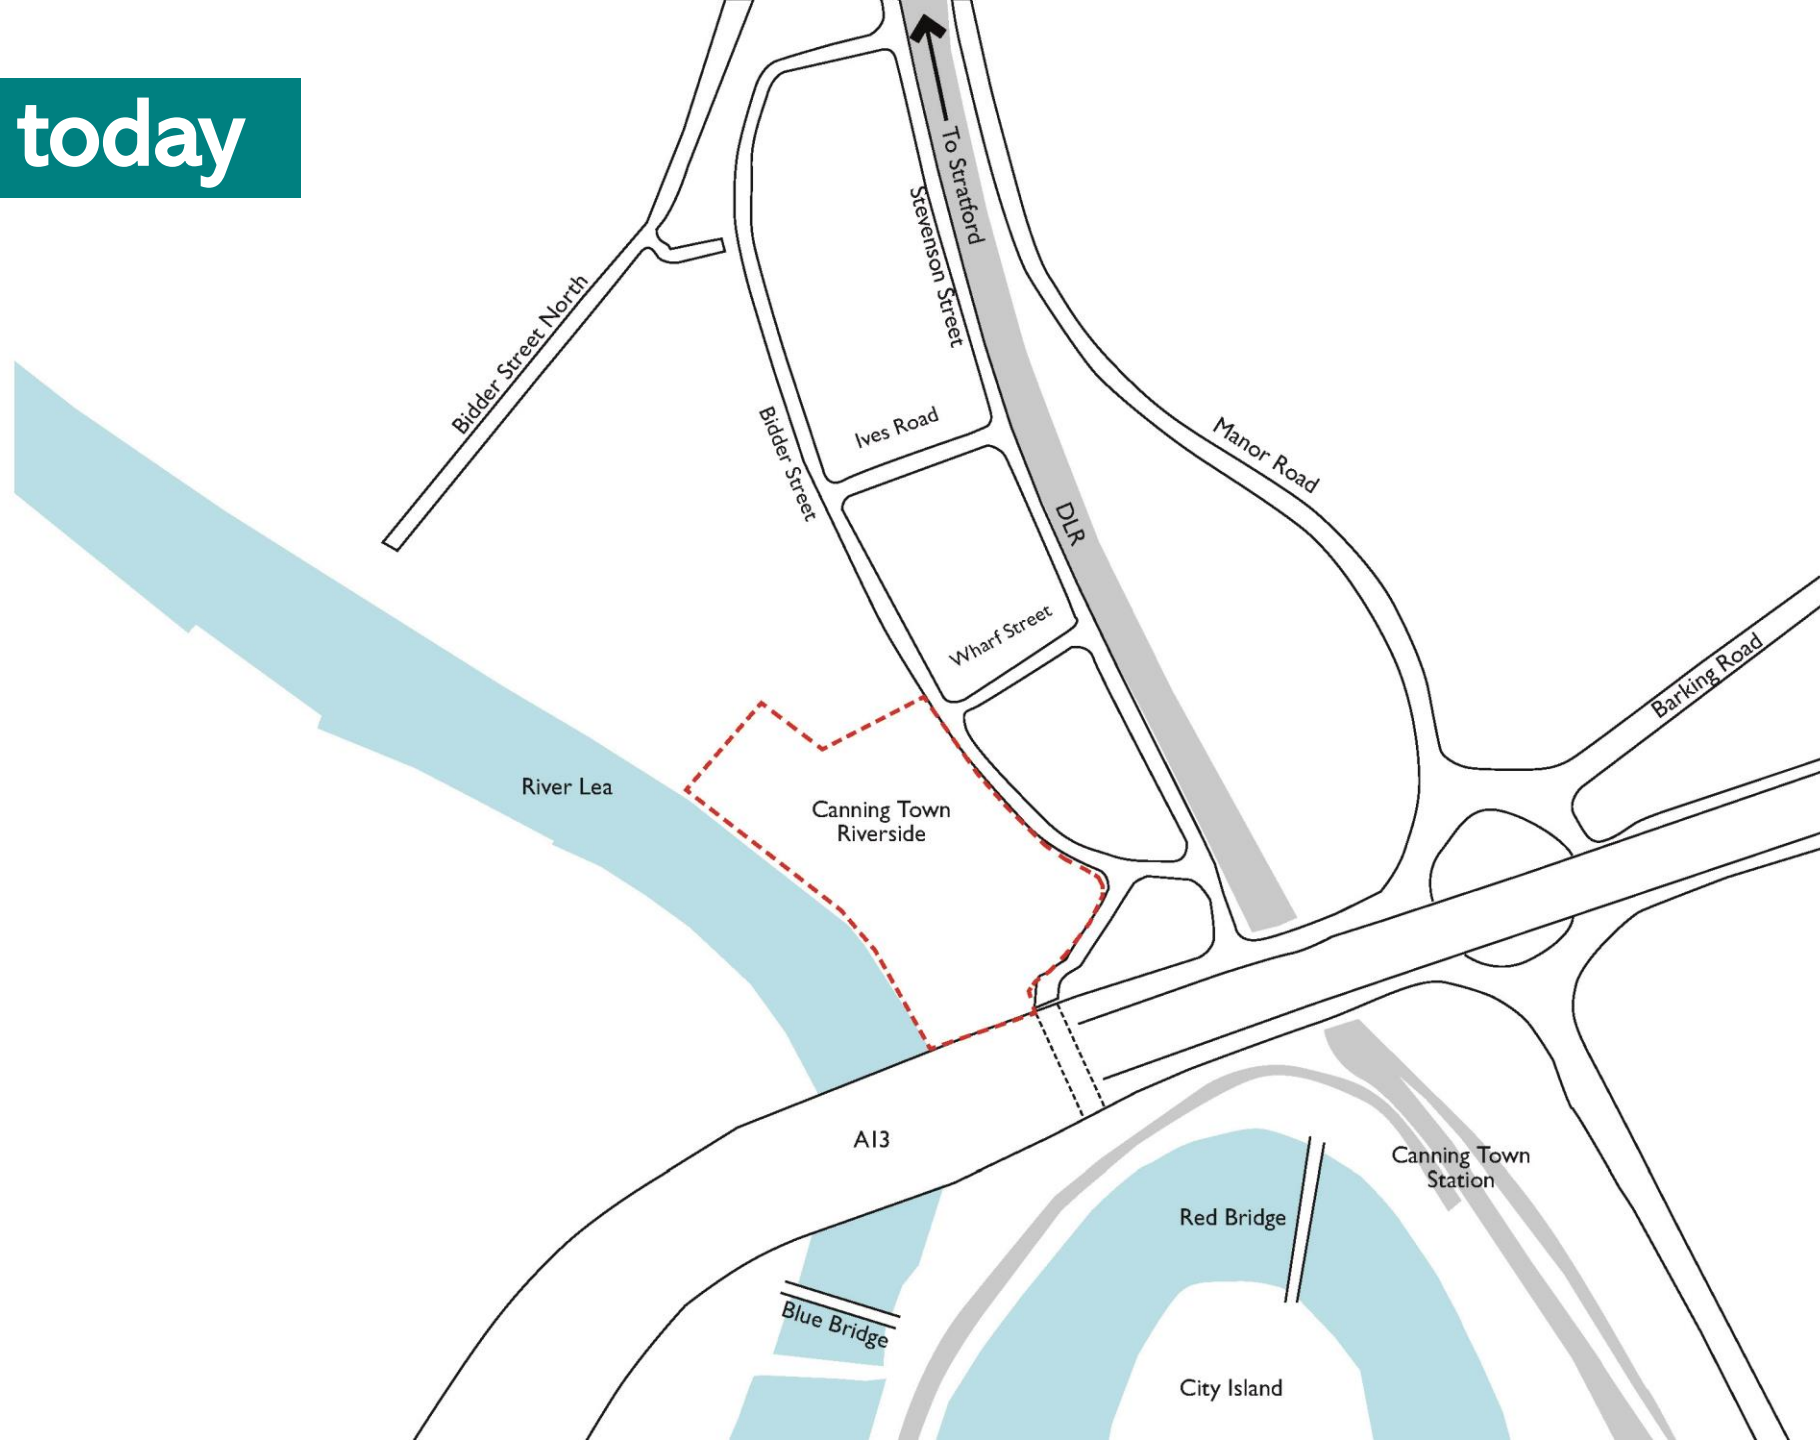 today
To Stratford
Stevenson Street
Bidder Street North
Bidder Street
Ives Road
Manor Road
DLR
Wharf Street
Barking Road
River Lea
Canning Town
Riverside
A13
Canning Town
Station
Red Bridge
Blue Bridge
City Island